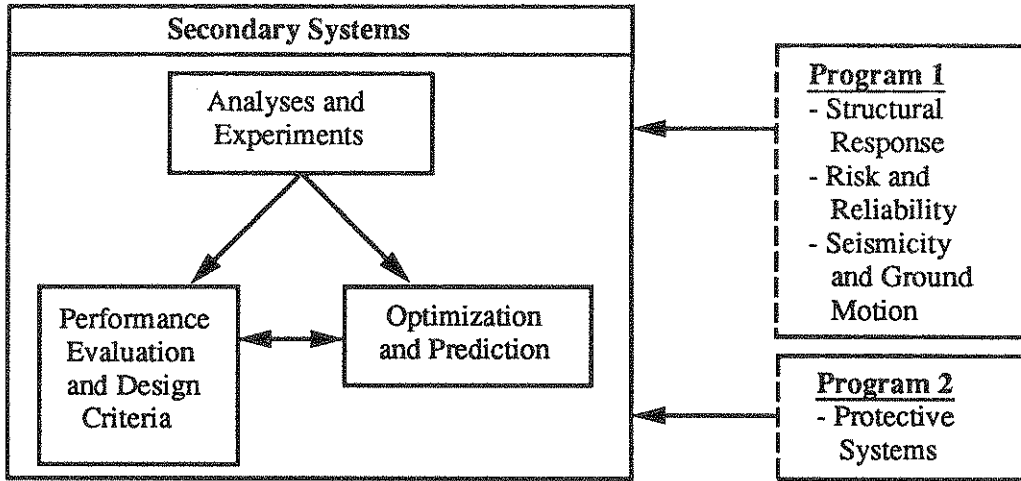 Secondary Systems
Analyses and
Experiments
Performance
Evaluation
and Design
Criteria
Optimization
and Prediction
Program 1
- Structural
Response
- Risk and
Reliability
- Seismicity
and Ground
Motion
Program 2
- Protective
Systems